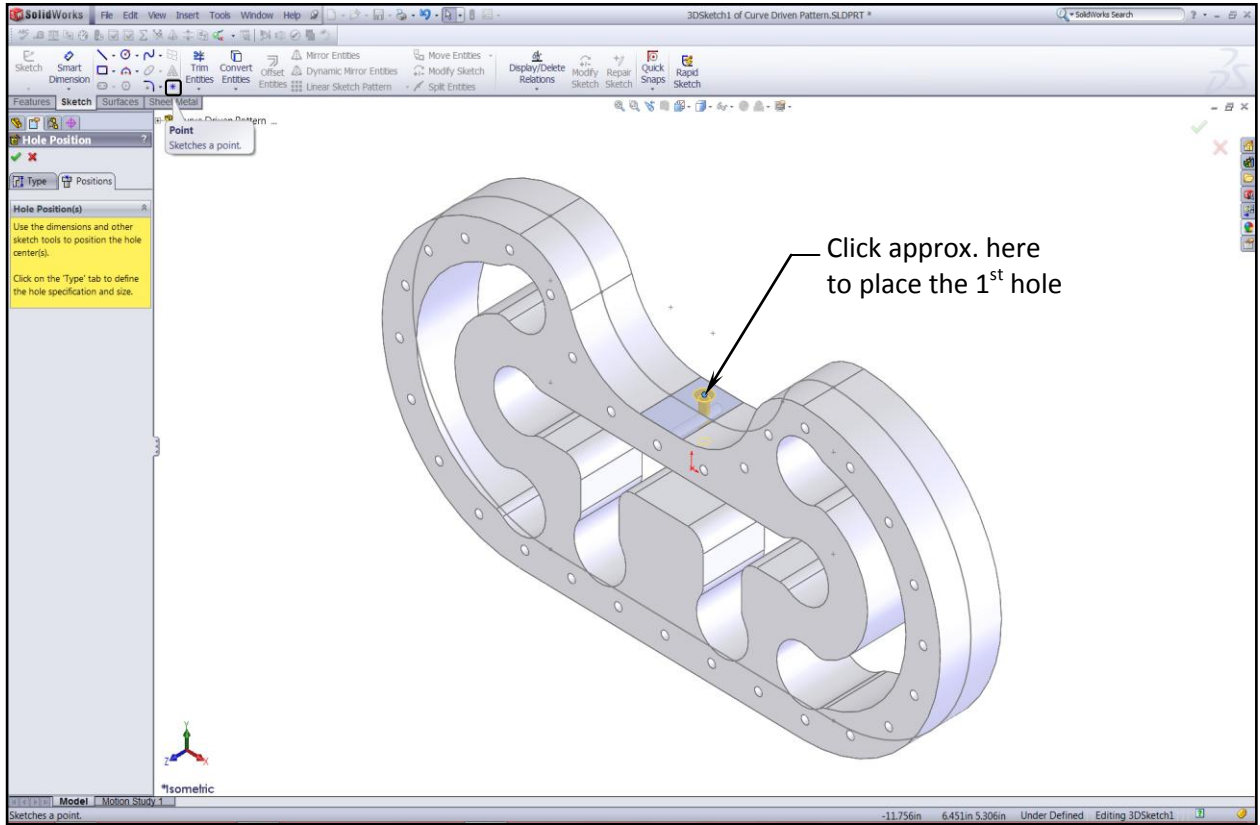 SolidWorks File Edit View Insert Tools Window Help 3DSketch1 of Curve Driven Pattern.SLDPRT * SolidWorks Search
Sketch Smart Dimension Trim Entities Convert Entities Offset Entities Mirror Entities Move Entities Display/Delete Relations Modify Sketch Repair Sketch Quick Snaps Rapid Sketch
Dynamic Mirror Entities Modify Sketch
Linear Sketch Pattern Split Entities
Features Sketch Surfaces Sheet Metal
Curve Driven Pattern ...
Point
Sketches a point.
Hole Position ?
Type Positions
Hole Position(s)
Use the dimensions and other
sketch tools to position the hole
center(s).
Click on the 'Type' tab to define
the hole specification and size.
Click approx. here
to place the 1st hole
Y
Z X
*Isometric
Model Motion Study 1
Sketches a point. -11.756in 6.451in 5.306in Under Defined Editing 3DSketch1